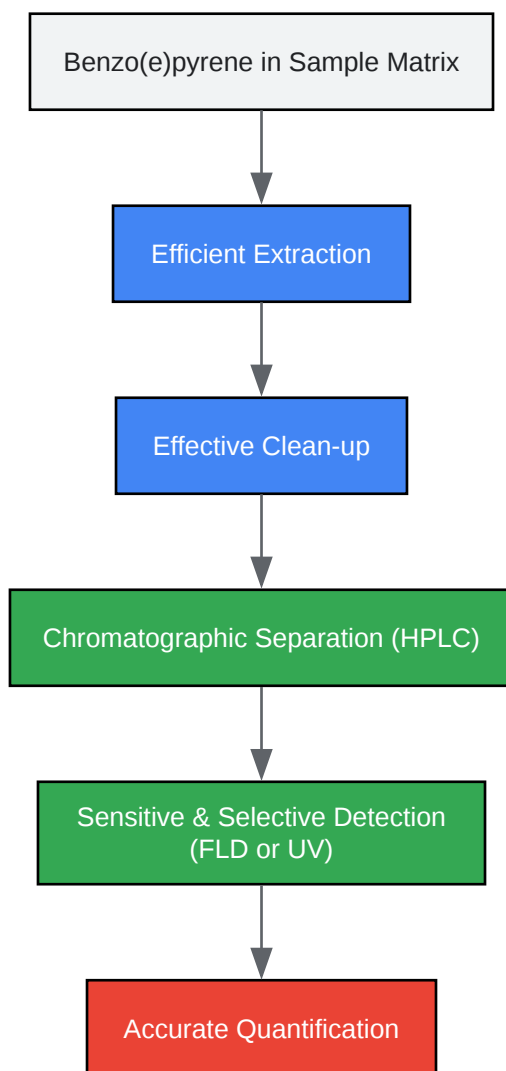 Benzo(e)pyrene in Sample Matrix
Efficient Extraction
Effective Clean-up
Chromatographic Separation (HPLC)
Sensitive & Selective Detection
(FLD or UV)
Accurate Quantification